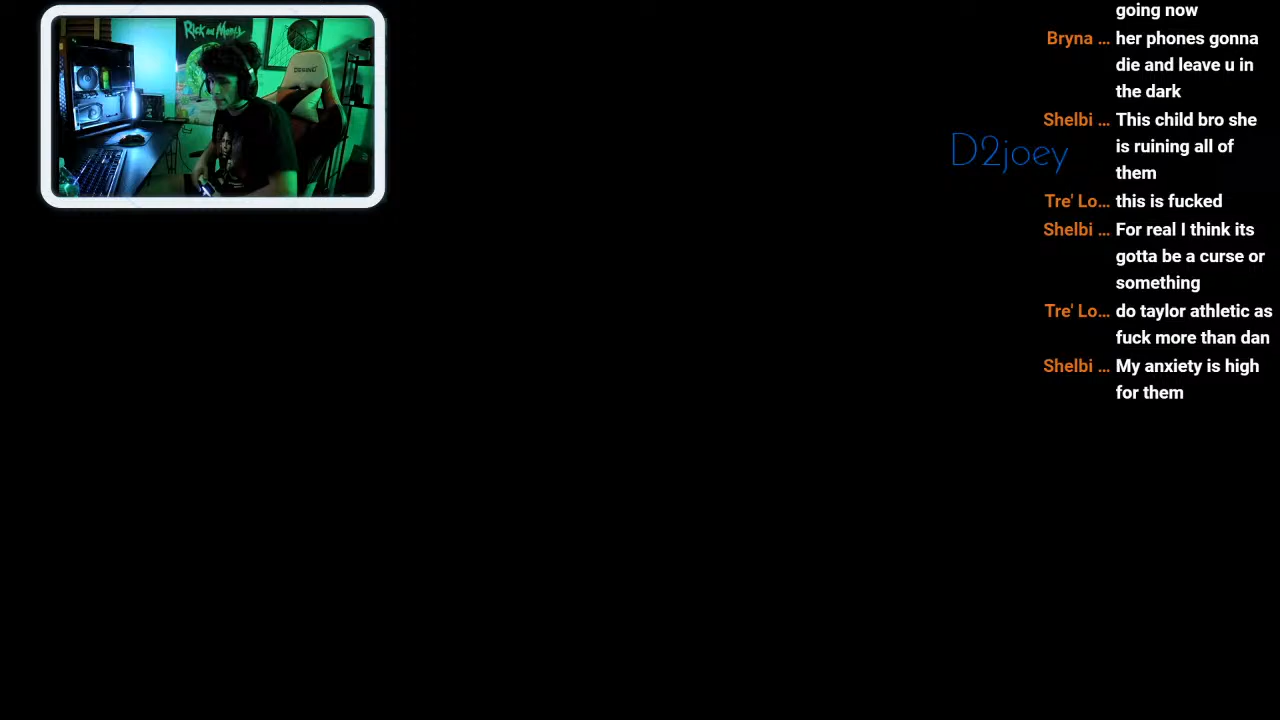 going now
Bryna ... her phones gonna
die and leave u in
the dark
Shelbi ... This child bro she
is ruining all of
them
D2joey
Tre' Lo... this is fucked
Shelbi ... For real I think its
gotta be a curse or
something
Tre' Lo... do taylor athletic as
fuck more than dan
Shelbi ... My anxiety is high
for them
Rick and Morty